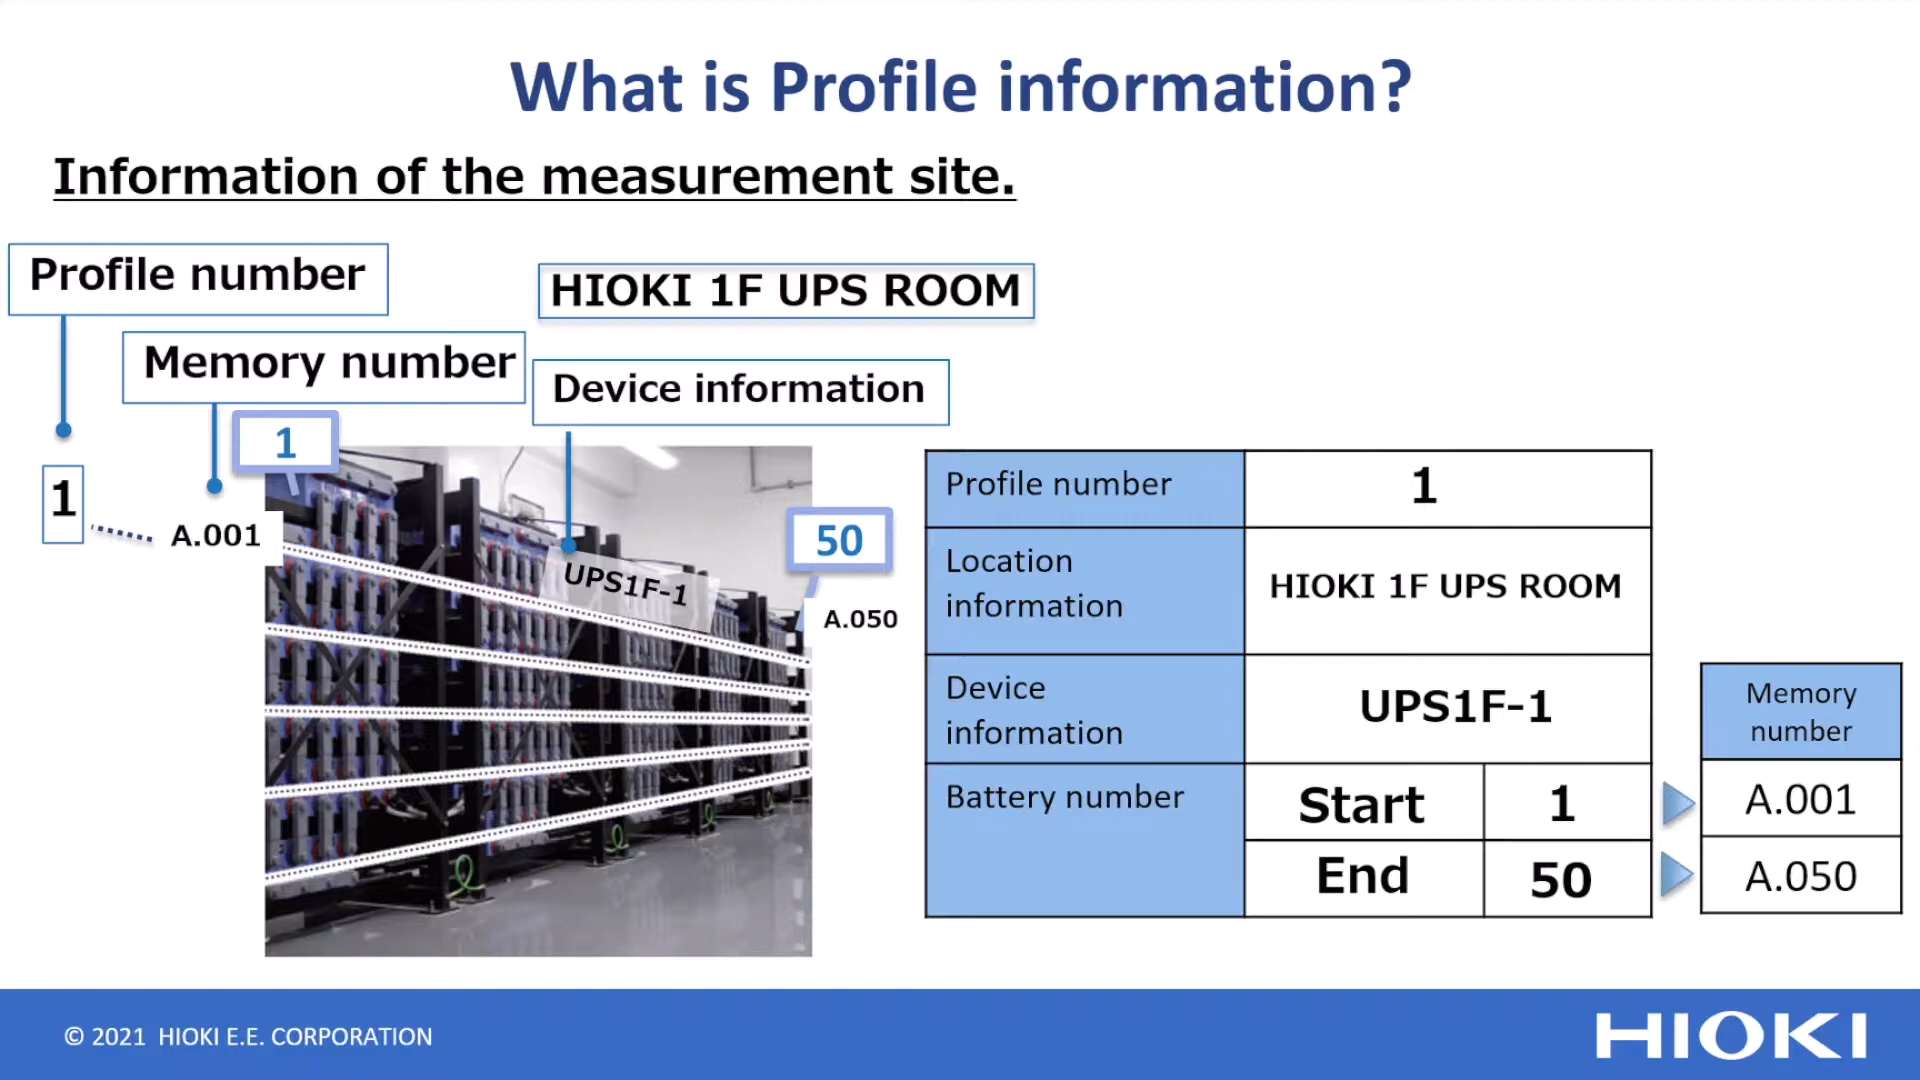 What is Profile information?
Information of the measurement site.
Profile number
HIOKI 1F UPS ROOM
Memory number
Device information
1
1
A.001
UPS1F-1
50
A.050
Profile number
1
Location
information
HIOKI 1F UPS ROOM
Device
information
UPS1F-1
Battery number
Start
1
End
50
Memory
number
A.001
A.050
© 2021 HIOKI E.E. CORPORATION
HIOKI